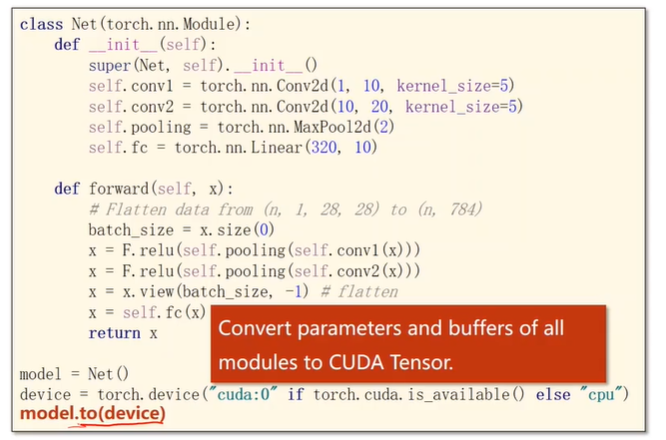 class Net(torch.nn.Module):
    def __init__(self):
        super(Net, self).__init__()
        self.conv1 = torch.nn.Conv2d(1, 10, kernel_size=5)
        self.conv2 = torch.nn.Conv2d(10, 20, kernel_size=5)
        self.pooling = torch.nn.MaxPool2d(2)
        self.fc = torch.nn.Linear(320, 10)
    def forward(self, x):
        # Flatten data from (n, 1, 28, 28) to (n, 784)
        batch_size = x.size(0)
        x = F.relu(self.pooling(self.conv1(x)))
        x = F.relu(self.pooling(self.conv2(x)))
        x = x.view(batch_size, -1) # flatten
        x = self.fc(x)
        return x
Convert parameters and buffers of all
modules to CUDA Tensor.
model = Net()
device = torch.device("cuda:0" if torch.cuda.is_available() else "cpu")
model.to(device)